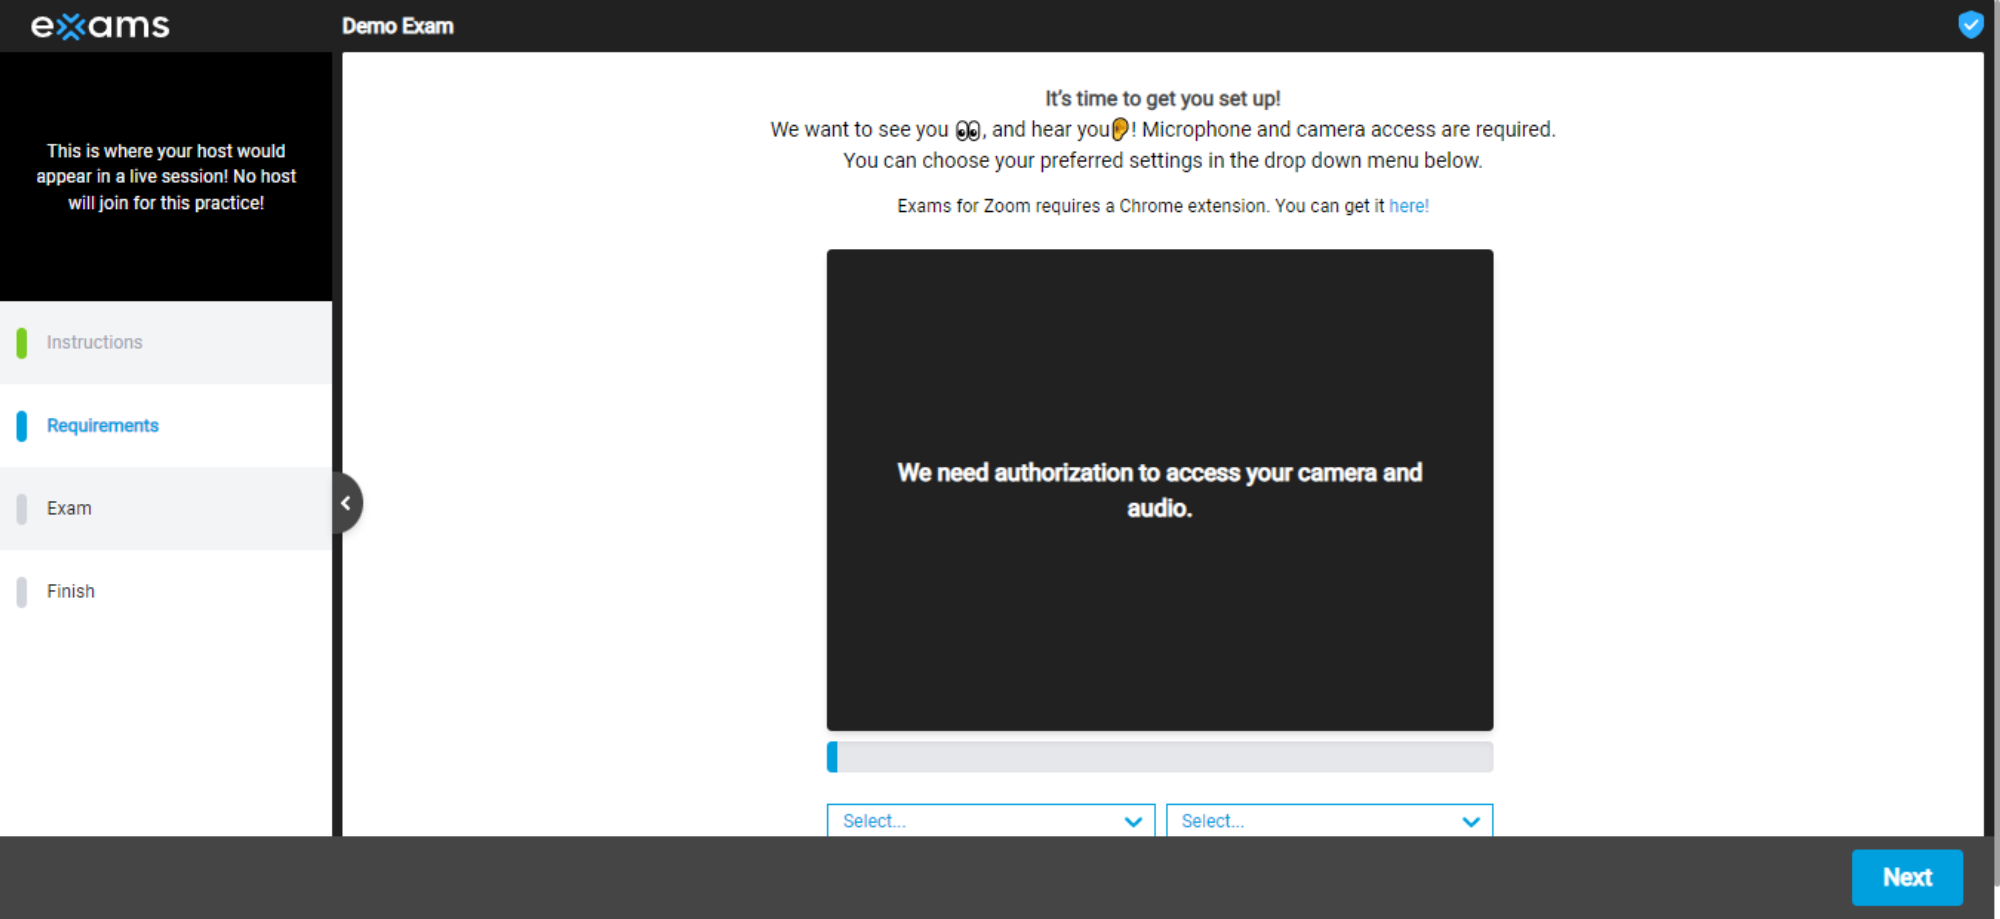 exams
Demo Exam
This is where your host would
appear in a live session! No host
will join for this practice!
Instructions
Requirements
Exam
Finish
It's time to get you set up!
We want to see you 👀, and hear you👂! Microphone and camera access are required.
You can choose your preferred settings in the drop down menu below.
Exams for Zoom requires a Chrome extension. You can get it here!
We need authorization to access your camera and
audio.
Select...
Select...
Next